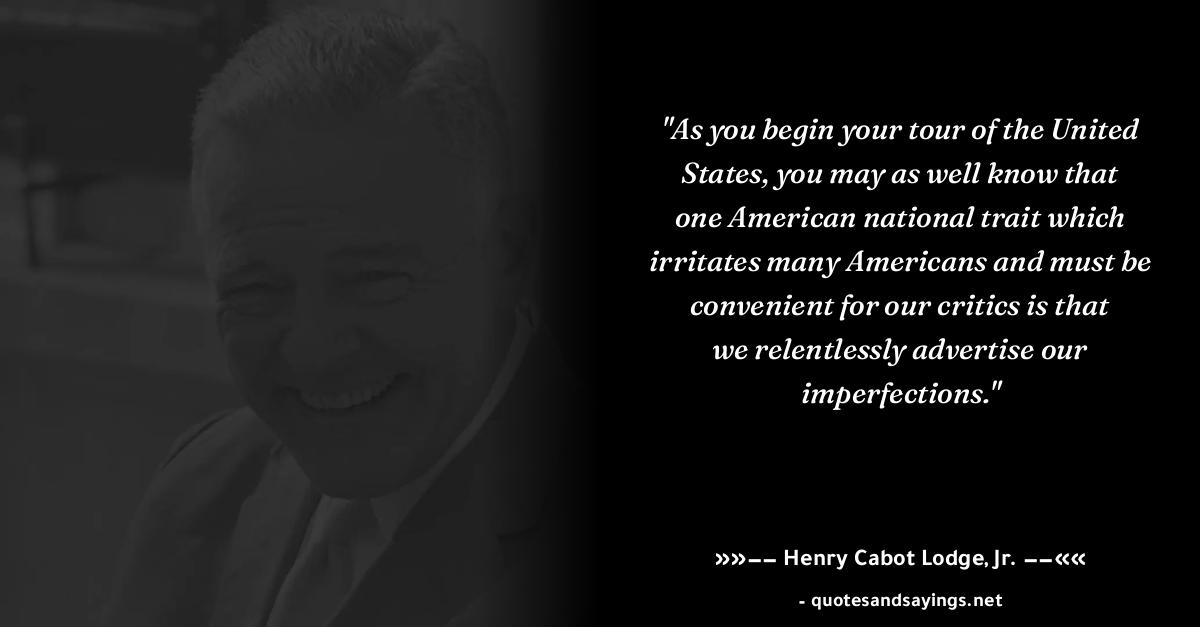 "As you begin your tour of the United
States, you may as well know that
one American national trait which
irritates many Americans and must be
convenient for our critics is that
we relentlessly advertise our
imperfections."
»»—— Henry Cabot Lodge, Jr. ——««
- quotesandsayings.net